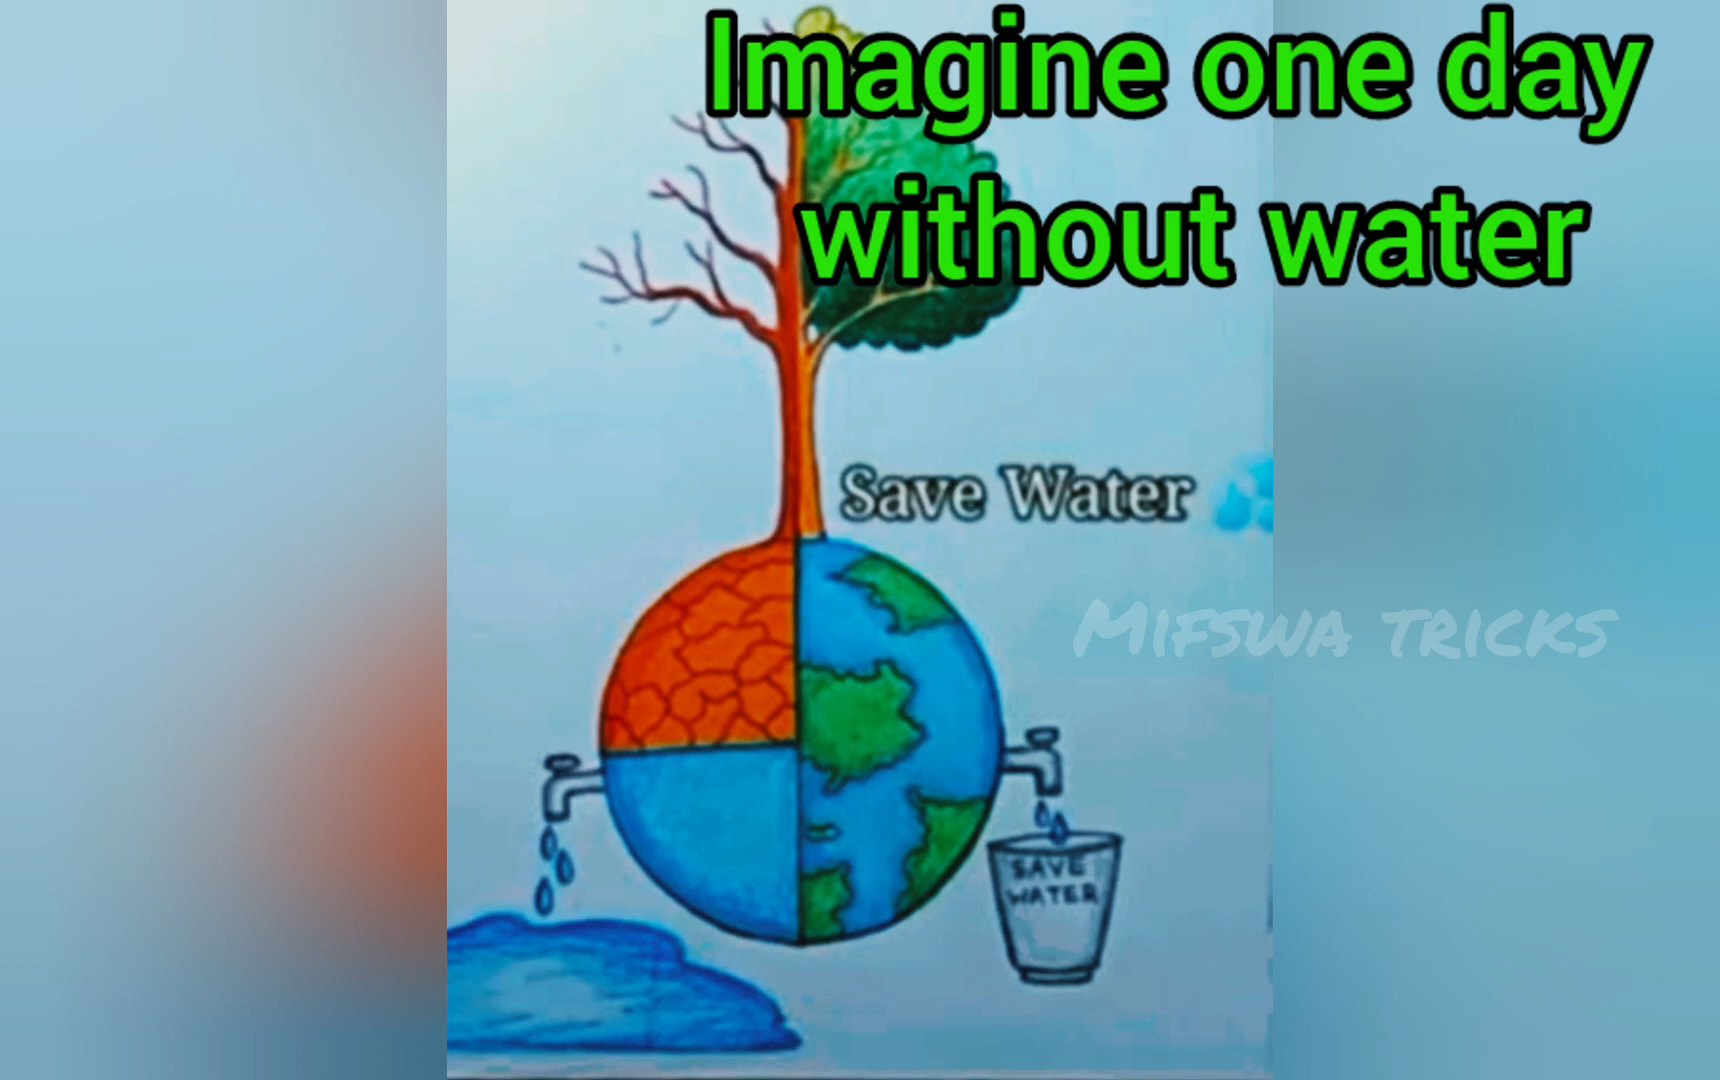 Imagine one day
without water
Save Water
Mifswa tricks
SAVE
WATER